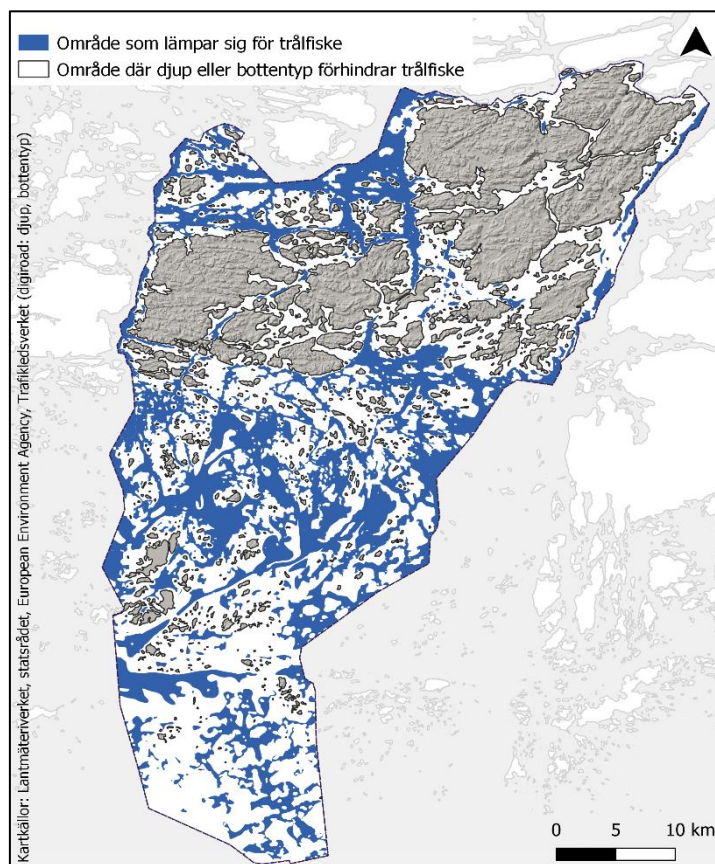 Område som lämpar sig för trålfiske
Område där djup eller bottentyp förhindrar trålfiske
Kartkällor: Lantmäteriverket, statsrådet, European Environment Agency, Trafikledsverket (digiroad: djup, bottentyp)
0 5 10 km